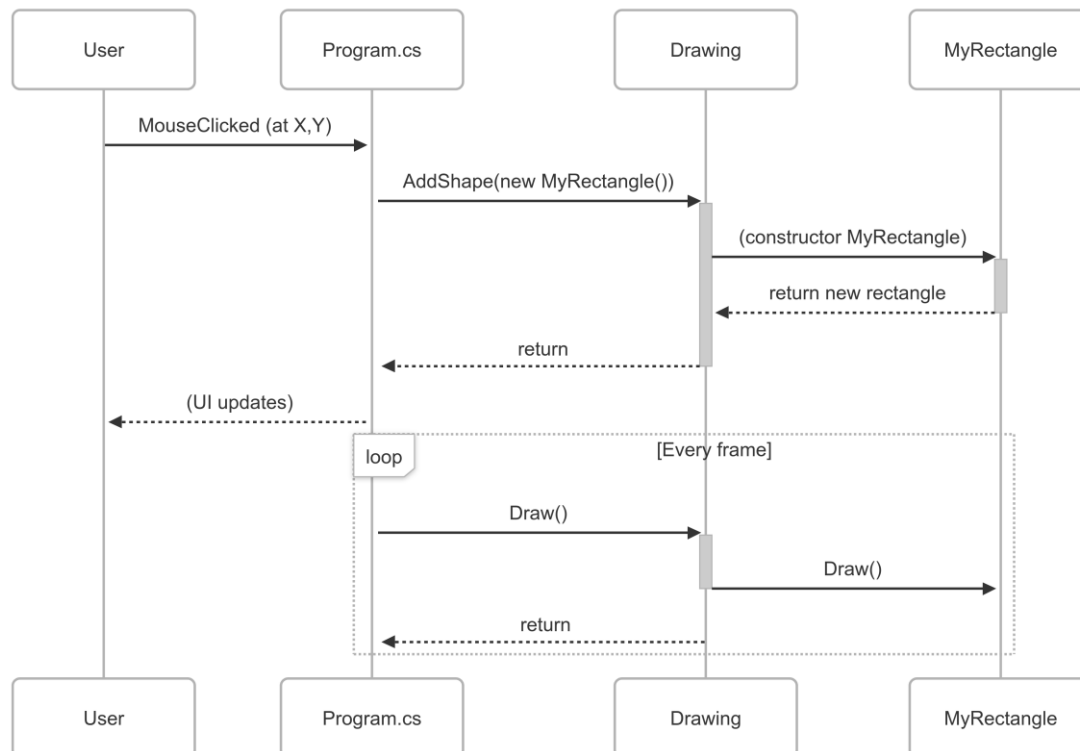 User
Program.cs
Drawing
MyRectangle
MouseClicked (at X,Y)
AddShape(new MyRectangle())
(constructor MyRectangle)
return new rectangle
return
(UI updates)
loop
[Every frame]
Draw()
Draw()
return
User
Program.cs
Drawing
MyRectangle